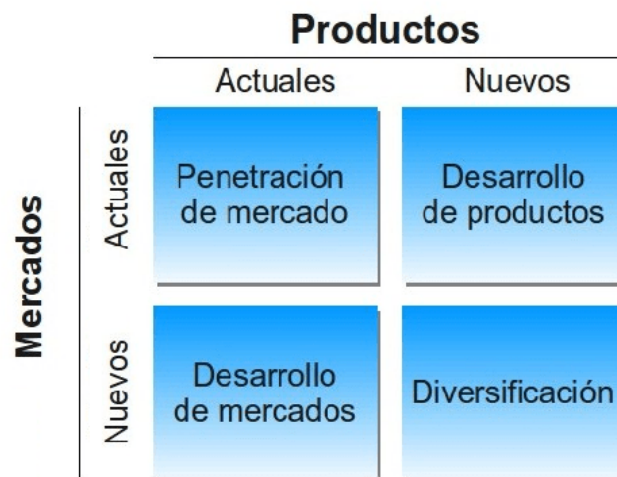 Productos
Actuales Nuevos
Mercados
Actuales
Penetración
de mercado
Desarrollo
de productos
Nuevos
Desarrollo
de mercados
Diversificación